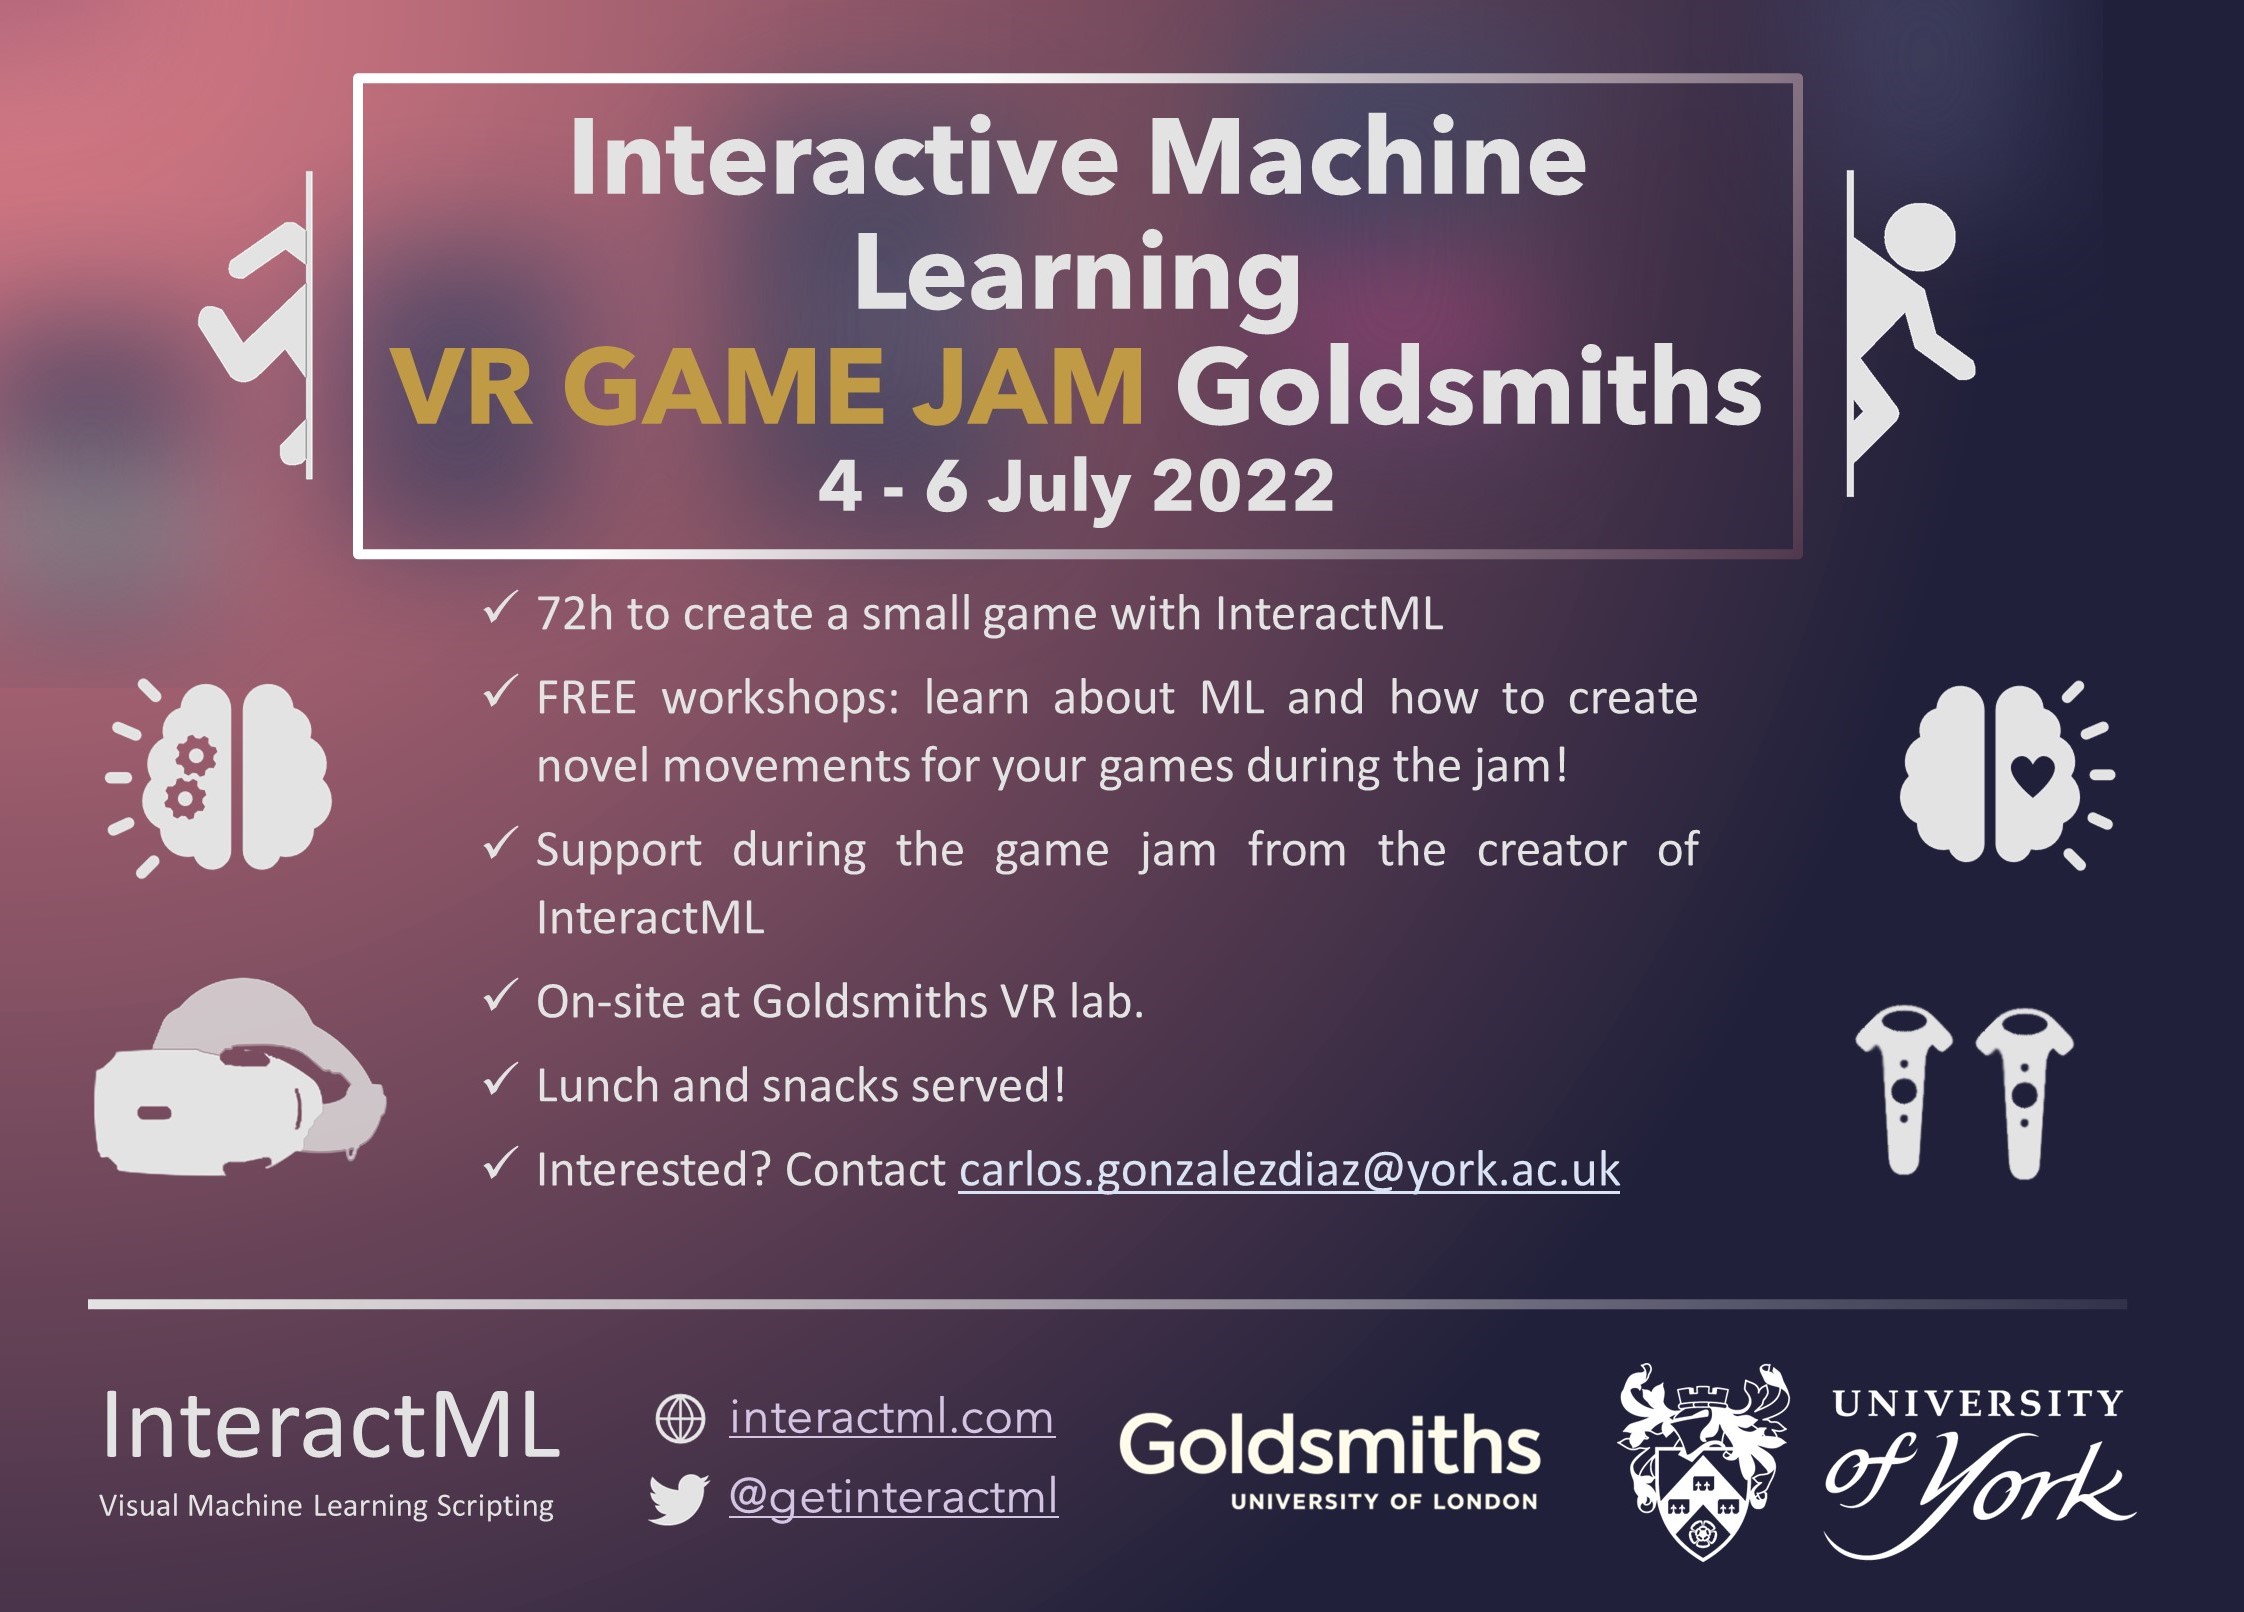 Interactive Machine
Learning
VR GAME JAM Goldsmiths
4 - 6 July 2022
✓ 72h to create a small game with InteractML
✓ FREE workshops: learn about ML and how to create
novel movements for your games during the jam!
✓ Support during the game jam from the creator of
InteractML
✓ On-site at Goldsmiths VR lab.
✓ Lunch and snacks served!
✓ Interested? Contact carlos.gonzalezdiaz@york.ac.uk
InteractML
Visual Machine Learning Scripting
interactml.com
@getinteractml
Goldsmiths
UNIVERSITY OF LONDON
UNIVERSITY
of York